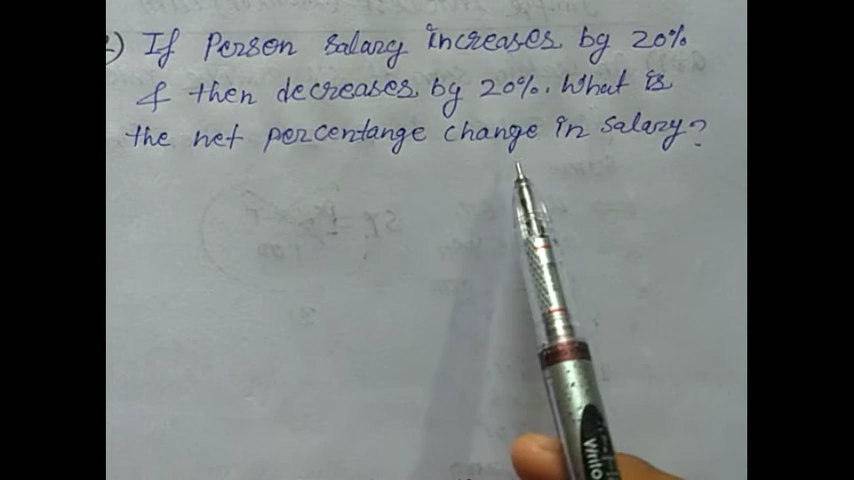 2) If Person salary increases by 20%
& then decreases by 20%. What is
the net percentange change in salary?
Writo